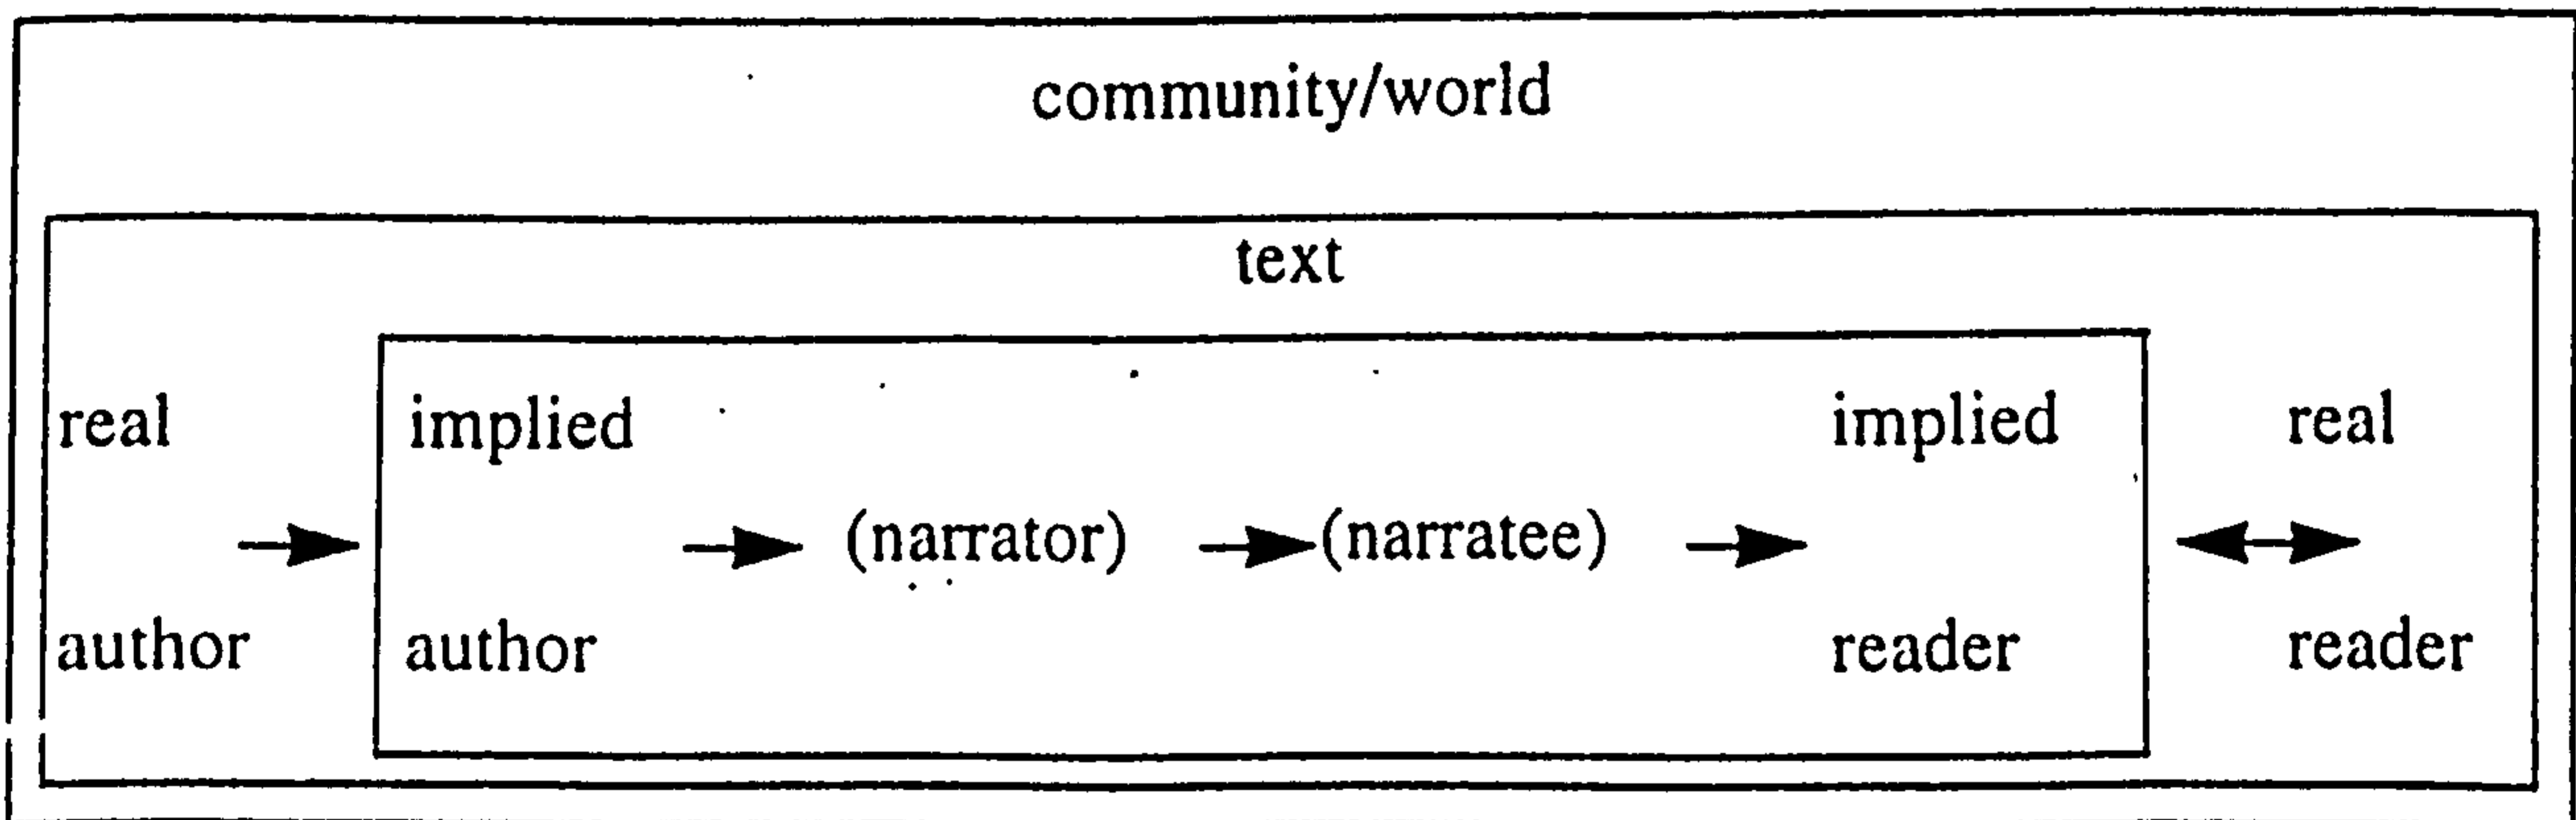 community/world
text
real implied implied real
(narrator) (narratee)
author author reader reader